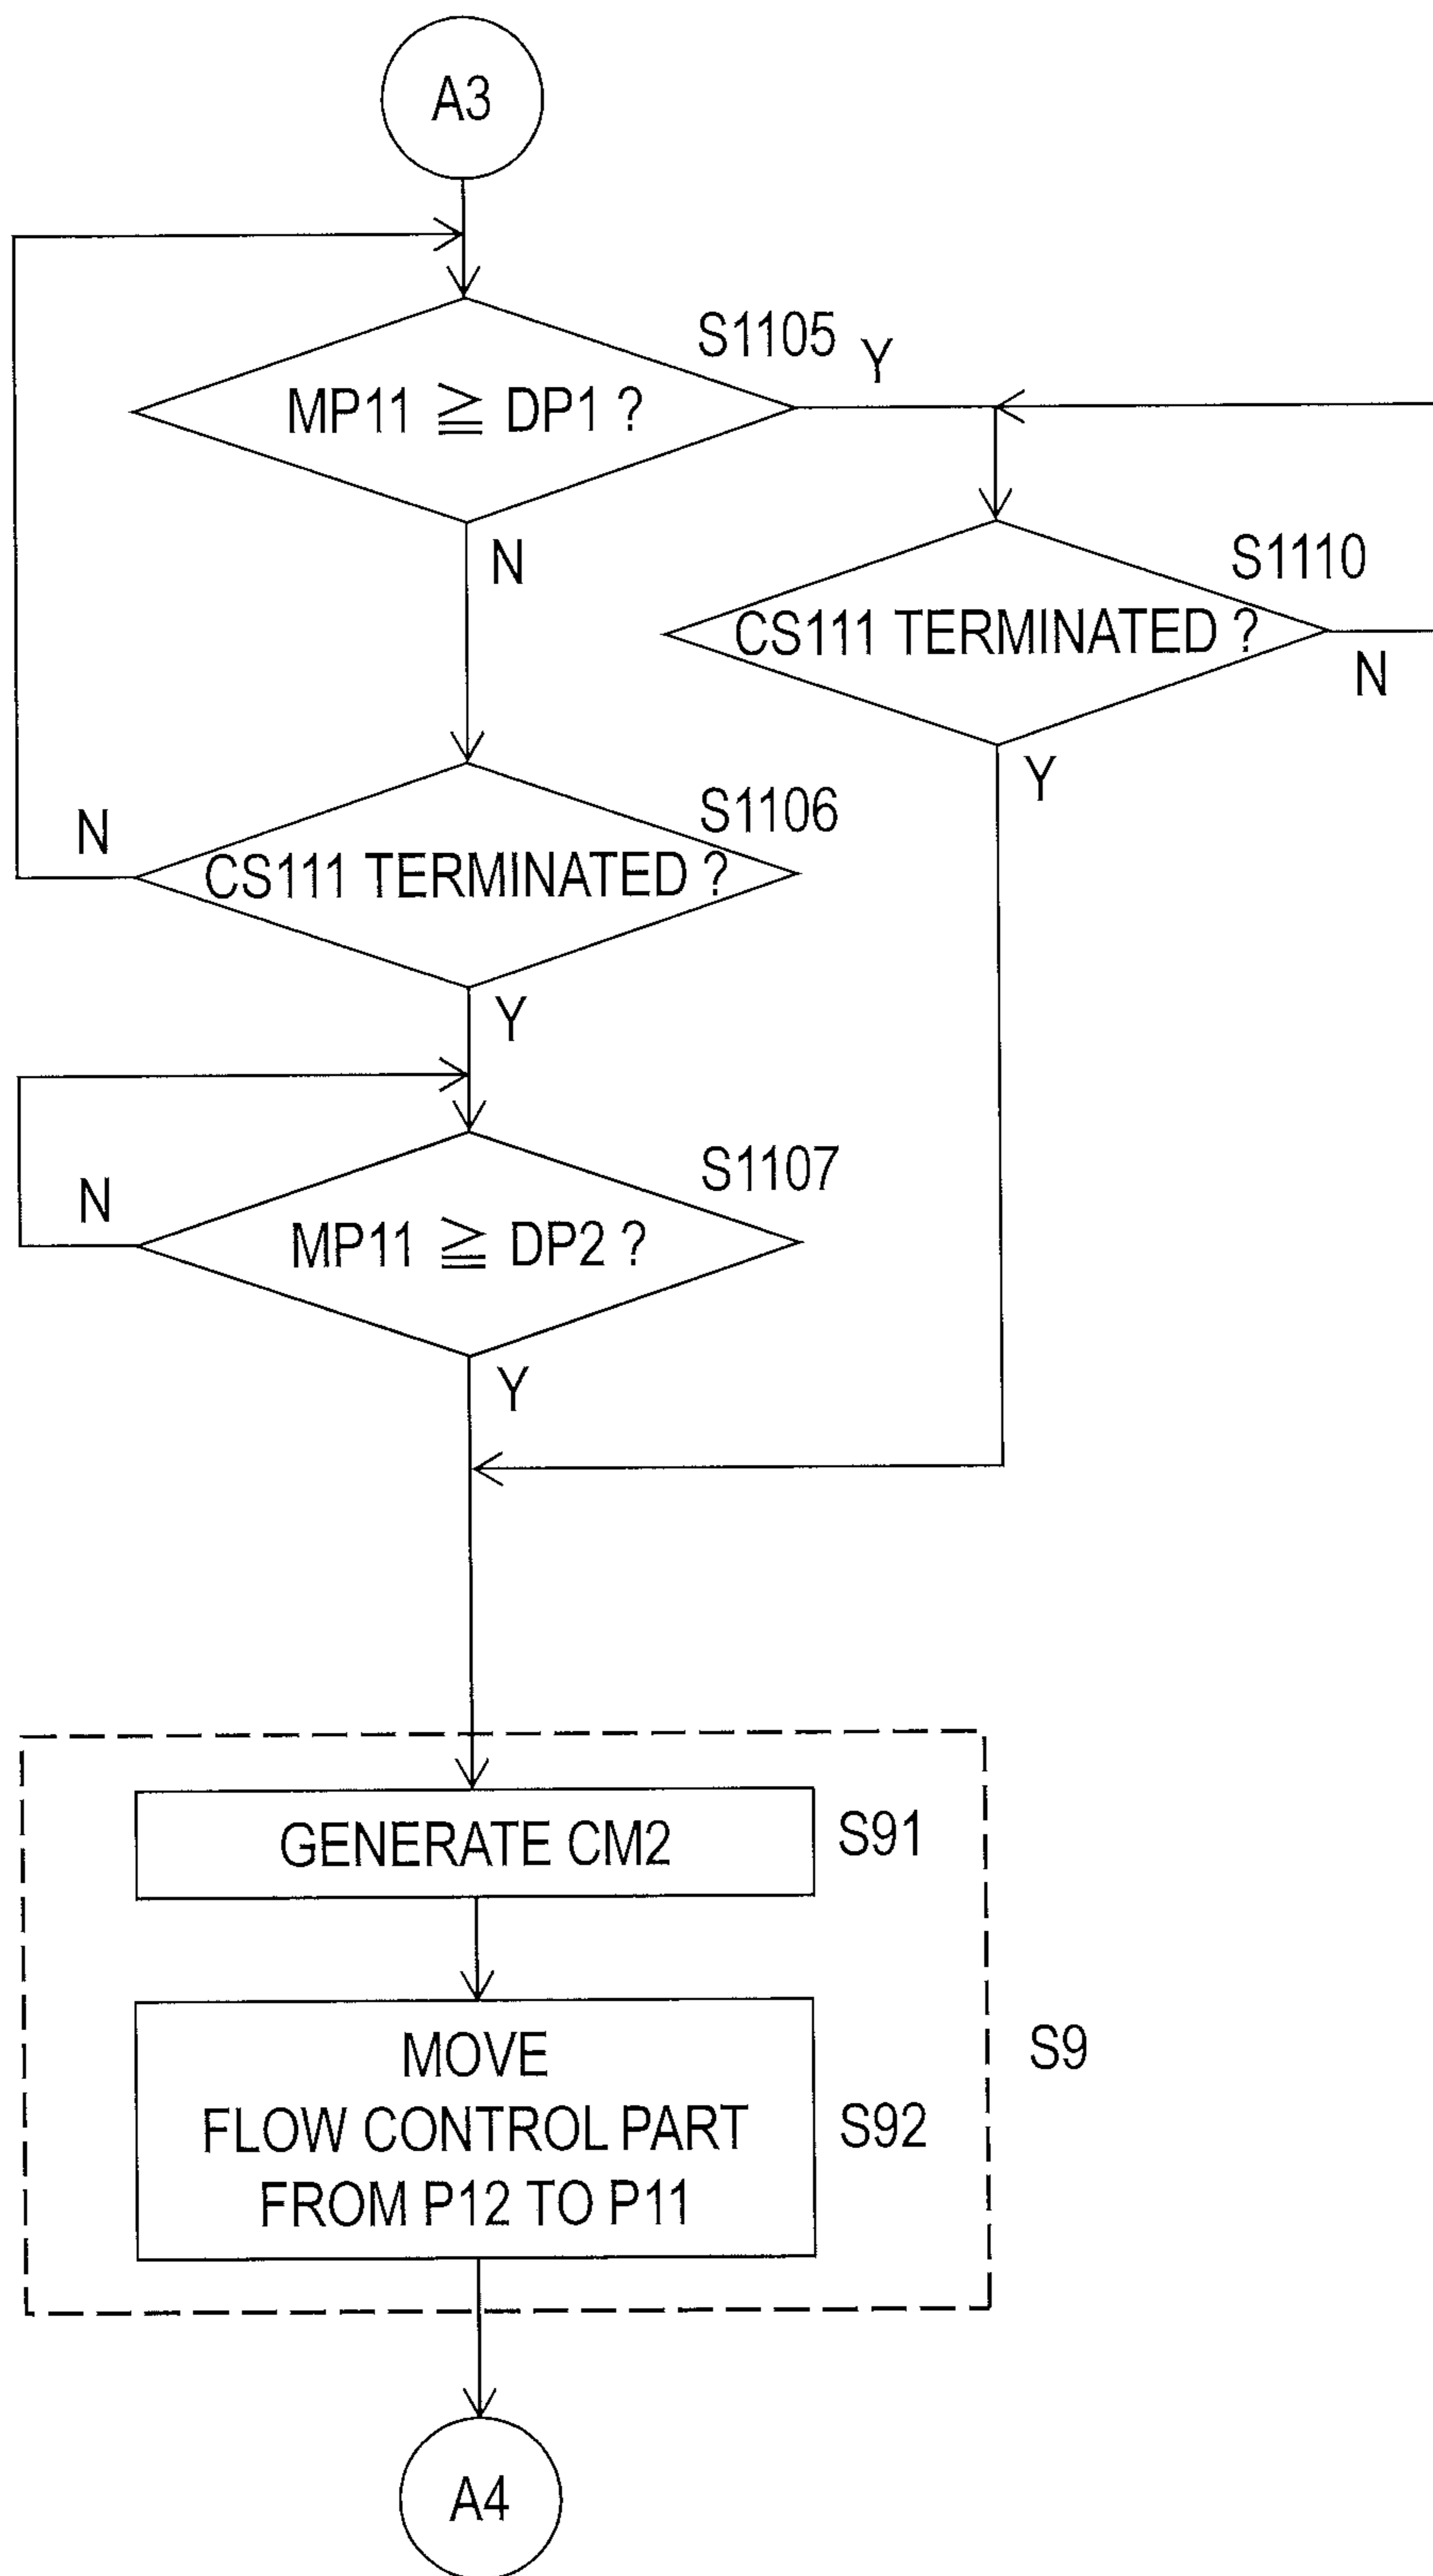 A3
S1105
Y
MP11 ≧ DP1 ?
N
S1110
CS111 TERMINATED ?
N
Y
S1106
N
CS111 TERMINATED ?
Y
S1107
N
MP11 ≧ DP2 ?
Y
GENERATE CM2
S91
MOVE
FLOW CONTROL PART
FROM P12 TO P11
S92
S9
A4